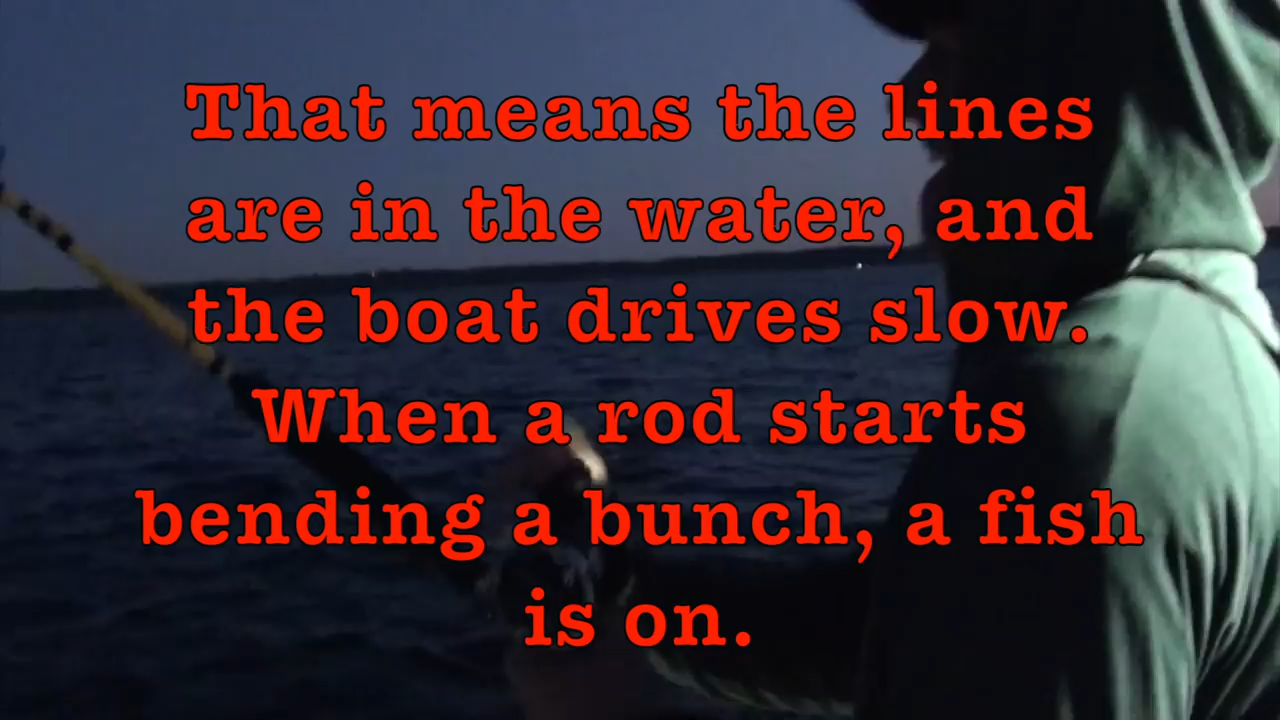 That means the lines
are in the water, and
the boat drives slow.
When a rod starts
bending a bunch, a fish
is on.